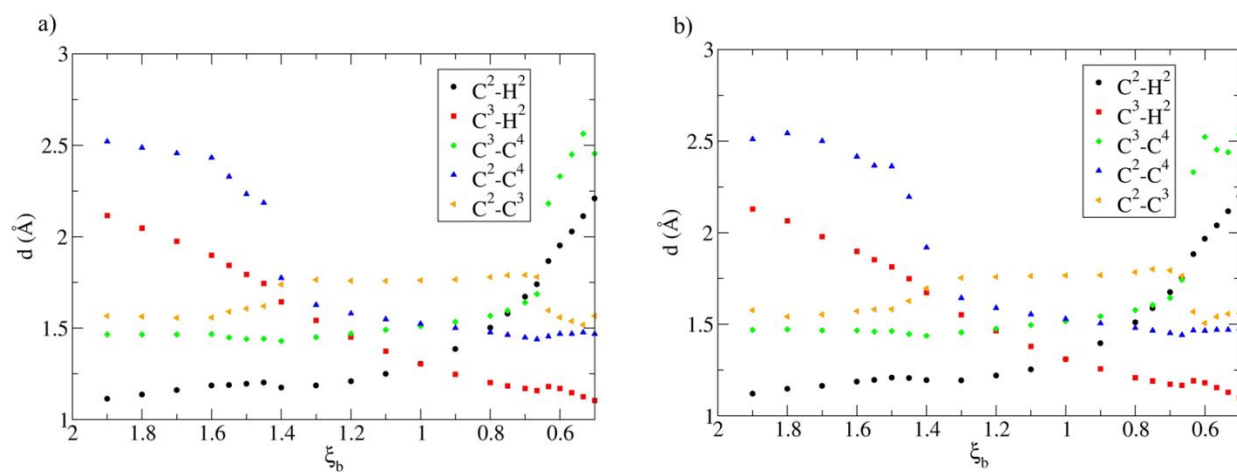 a)
3
2.5
2
1.5
1
d (Å)
2 1.8 1.6 1.4 1.2 1 0.8 0.6
ξb
C²-H²
C³-H²
C³-C⁴
C²-C⁴
C²-C³
b)
3
2.5
2
1.5
1
d (Å)
2 1.8 1.6 1.4 1.2 1 0.8 0.6
ξb
C²-H²
C³-H²
C³-C⁴
C²-C⁴
C²-C³